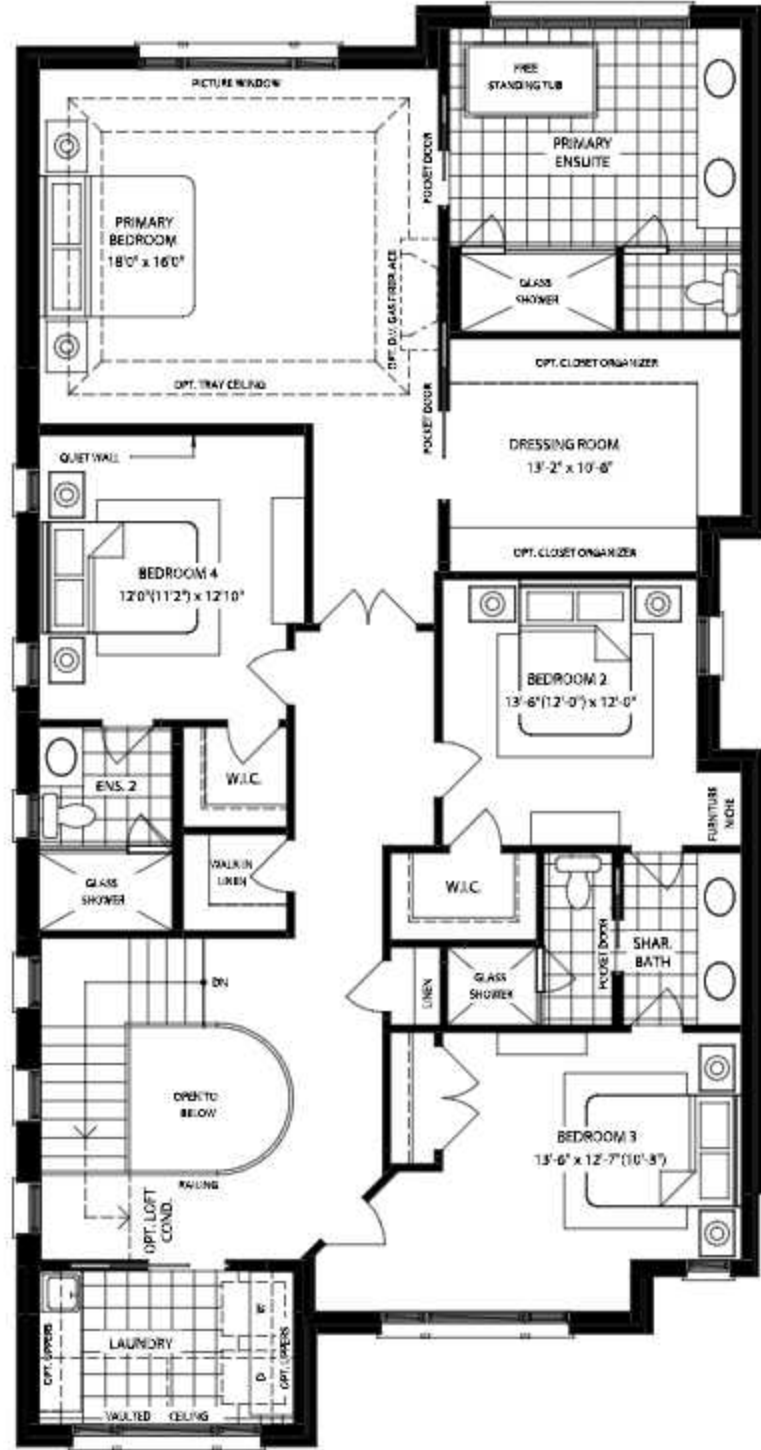 PICTURE WINDOW
FREE
STANDING TUB
PRIMARY
ENSUITE
POCKET DOOR
PRIMARY
BEDROOM
18'0" x 16'0"
OPT. D.V. GAS FIREPLACE
GLASS
SHOWER
OPT. TRAY CEILING
OPT. CLOSET ORGANIZER
POCKET DOOR
DRESSING ROOM
13'-2" x 10'-6"
QUIET WALL
OPT. CLOSET ORGANIZER
BEDROOM 4
12'0"(11'2") x 12'10"
BEDROOM 2
13'-6"(12'-0") x 12'-0"
ENS. 2
W.I.C.
FURNITURE
NICHE
WALK IN
LINEN
GLASS
SHOWER
W.I.C.
POCKET DOOR
SHAR.
BATH
DN
LINEN
GLASS
SHOWER
OPEN TO
BELOW
BEDROOM 3
13'-6" x 12'-7"(10'-3")
RAILING
OPT. LOFT
COND.
LAUNDRY
OPT. UPPERS
W
D
OPT. UPPERS
VAULTED CEILING